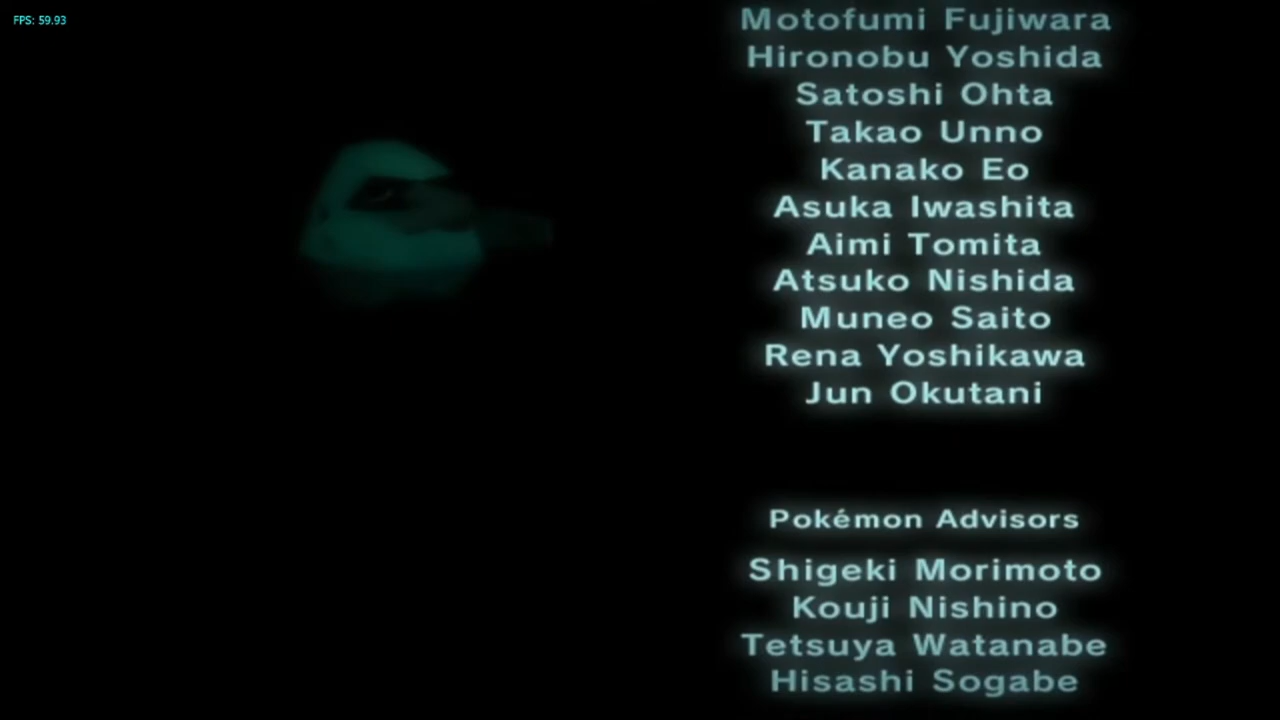 FPS: 59.93
Motofumi Fujiwara
Hironobu Yoshida
Satoshi Ohta
Takao Unno
Kanako Eo
Asuka Iwashita
Aimi Tomita
Atsuko Nishida
Muneo Saito
Rena Yoshikawa
Jun Okutani
Pokémon Advisors
Shigeki Morimoto
Kouji Nishino
Tetsuya Watanabe
Hisashi Sogabe